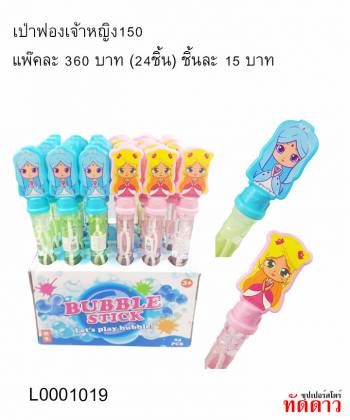 เป่าฟองเจ้าหญิง150
แพ๊คละ 360 บาท (24ชิ้น) ชิ้นละ 15 บาท
3+
BUBBLE
STICK
Let's play bubble!
24
PCS
L0001019
ซุปเปอร์สโตร์
ทัดดาว